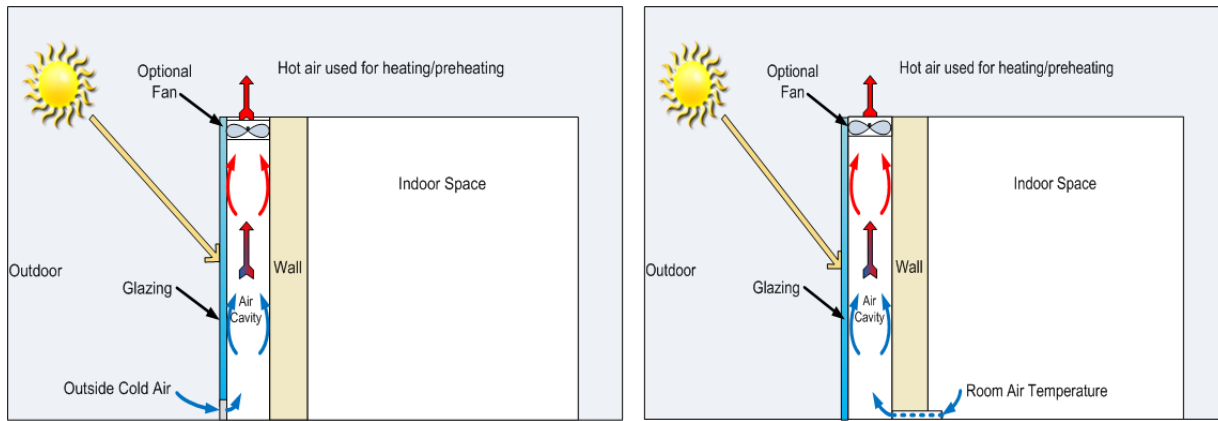 Optional
Fan
Hot air used for heating/preheating
Indoor Space
Outdoor
Wall
Glazing
Air
Cavity
Outside Cold Air
Optional
Fan
Hot air used for heating/preheating
Indoor Space
Outdoor
Wall
Glazing
Air
Cavity
Room Air Temperature